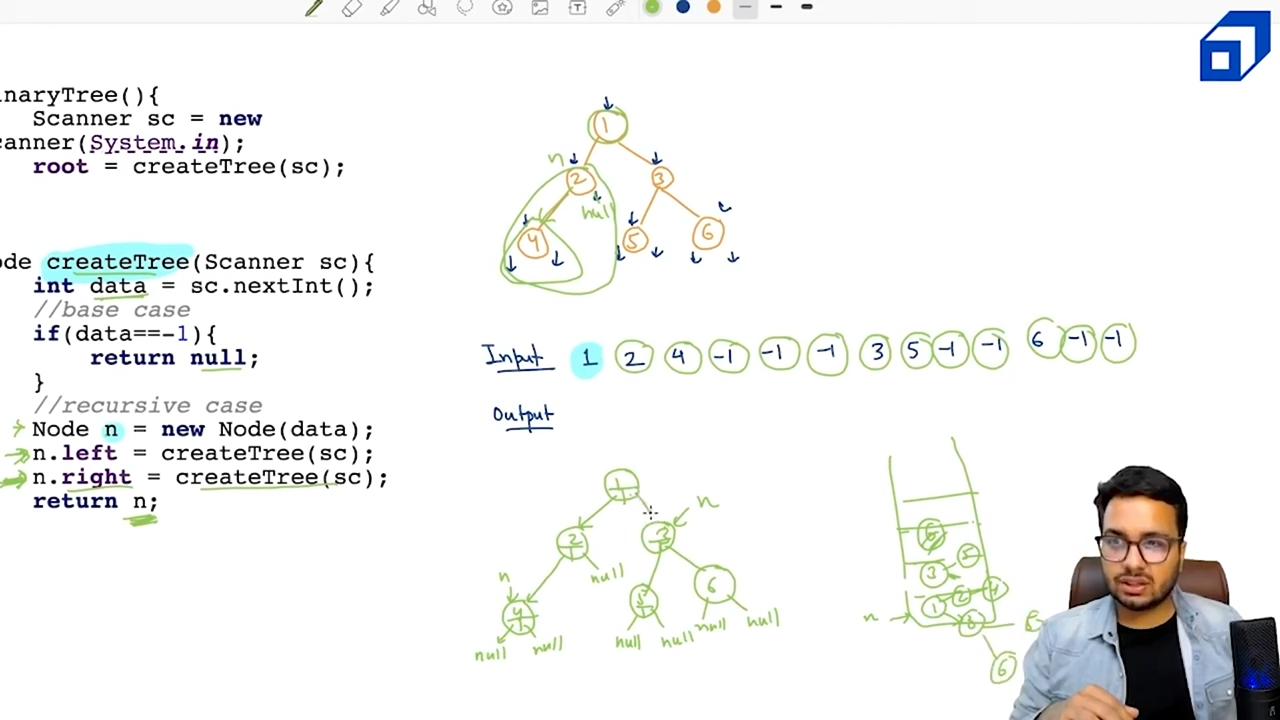 naryTree(){
Scanner sc = new
canner(System.in);
root = createTree(sc);
ode createTree(Scanner sc){
int data = sc.nextInt();
//base case
if(data==-1){
return null;
}
//recursive case
Node n = new Node(data);
n.left = createTree(sc);
n.right = createTree(sc);
return n;
1
n
2 3
null
4 5 6
Input 1 2 4 -1 -1 -1 3 5 -1 -1 6 -1 -1
Output
1
n
2 3
null
n
4 5 6
null null null null null null
6
5
3
1 2 4
n 3
6